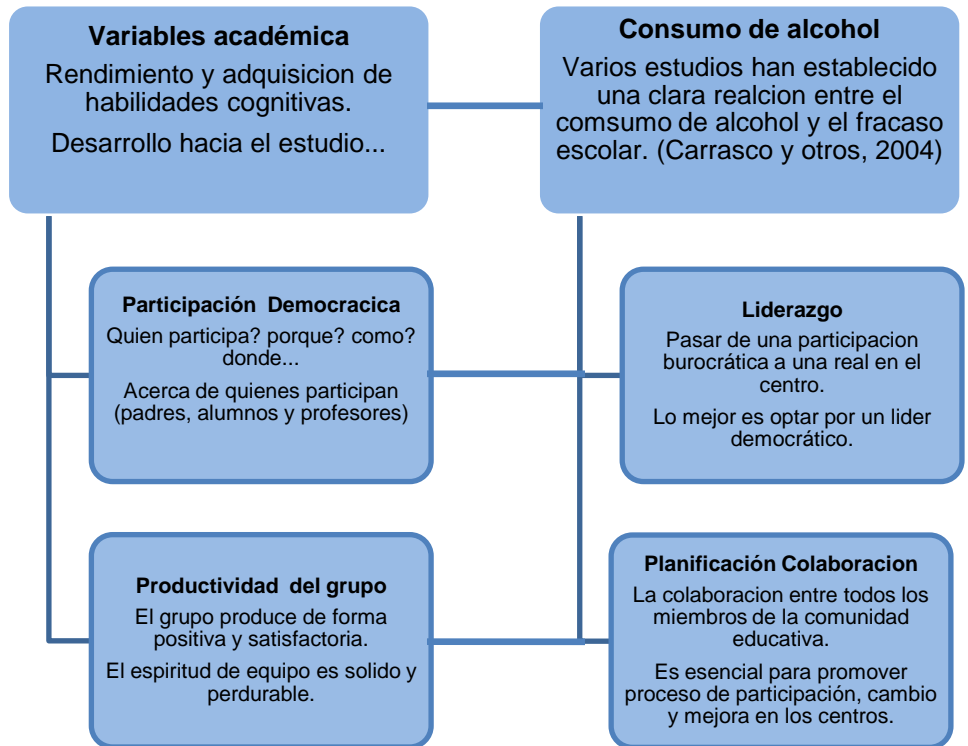 Variables académica
Rendimiento y adquisicion de
habilidades cognitivas.
Desarrollo hacia el estudio...
Consumo de alcohol
Varios estudios han establecido
una clara realcion entre el
comsumo de alcohol y el fracaso
escolar. (Carrasco y otros, 2004)
Participación Democracica
Quien participa? porque? como?
donde...
Acerca de quienes participan
(padres, alumnos y profesores)
Liderazgo
Pasar de una participacion
burocrática a una real en el
centro.
Lo mejor es optar por un lider
democrático.
Productividad del grupo
El grupo produce de forma
positiva y satisfactoria.
El espiritud de equipo es solido y
perdurable.
Planificación Colaboracion
La colaboracion entre todos los
miembros de la comunidad
educativa.
Es esencial para promover
proceso de participación, cambio
y mejora en los centros.